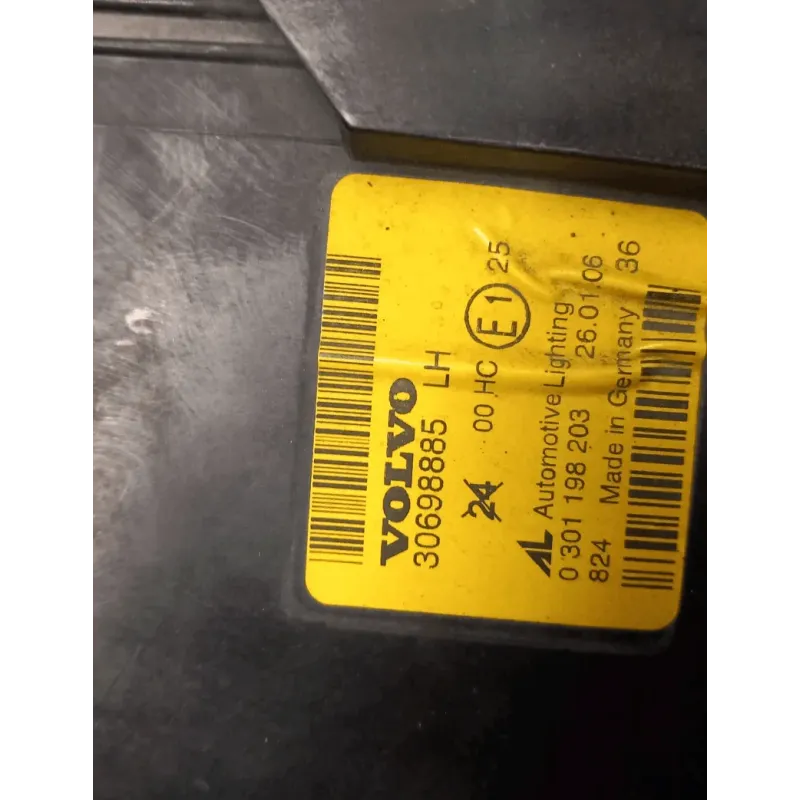 VOLVO
30698885 LH
24 00 HC E1 25
AL Automotive Lighting
0 301 198 203 26.01.06
824 Made in Germany 36